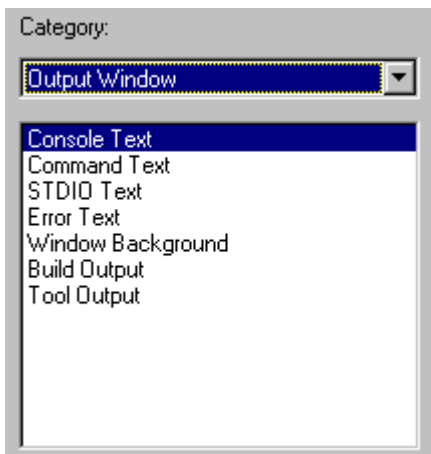 Category:
Output Window
Console Text
Command Text
STDIO Text
Error Text
Window Background
Build Output
Tool Output